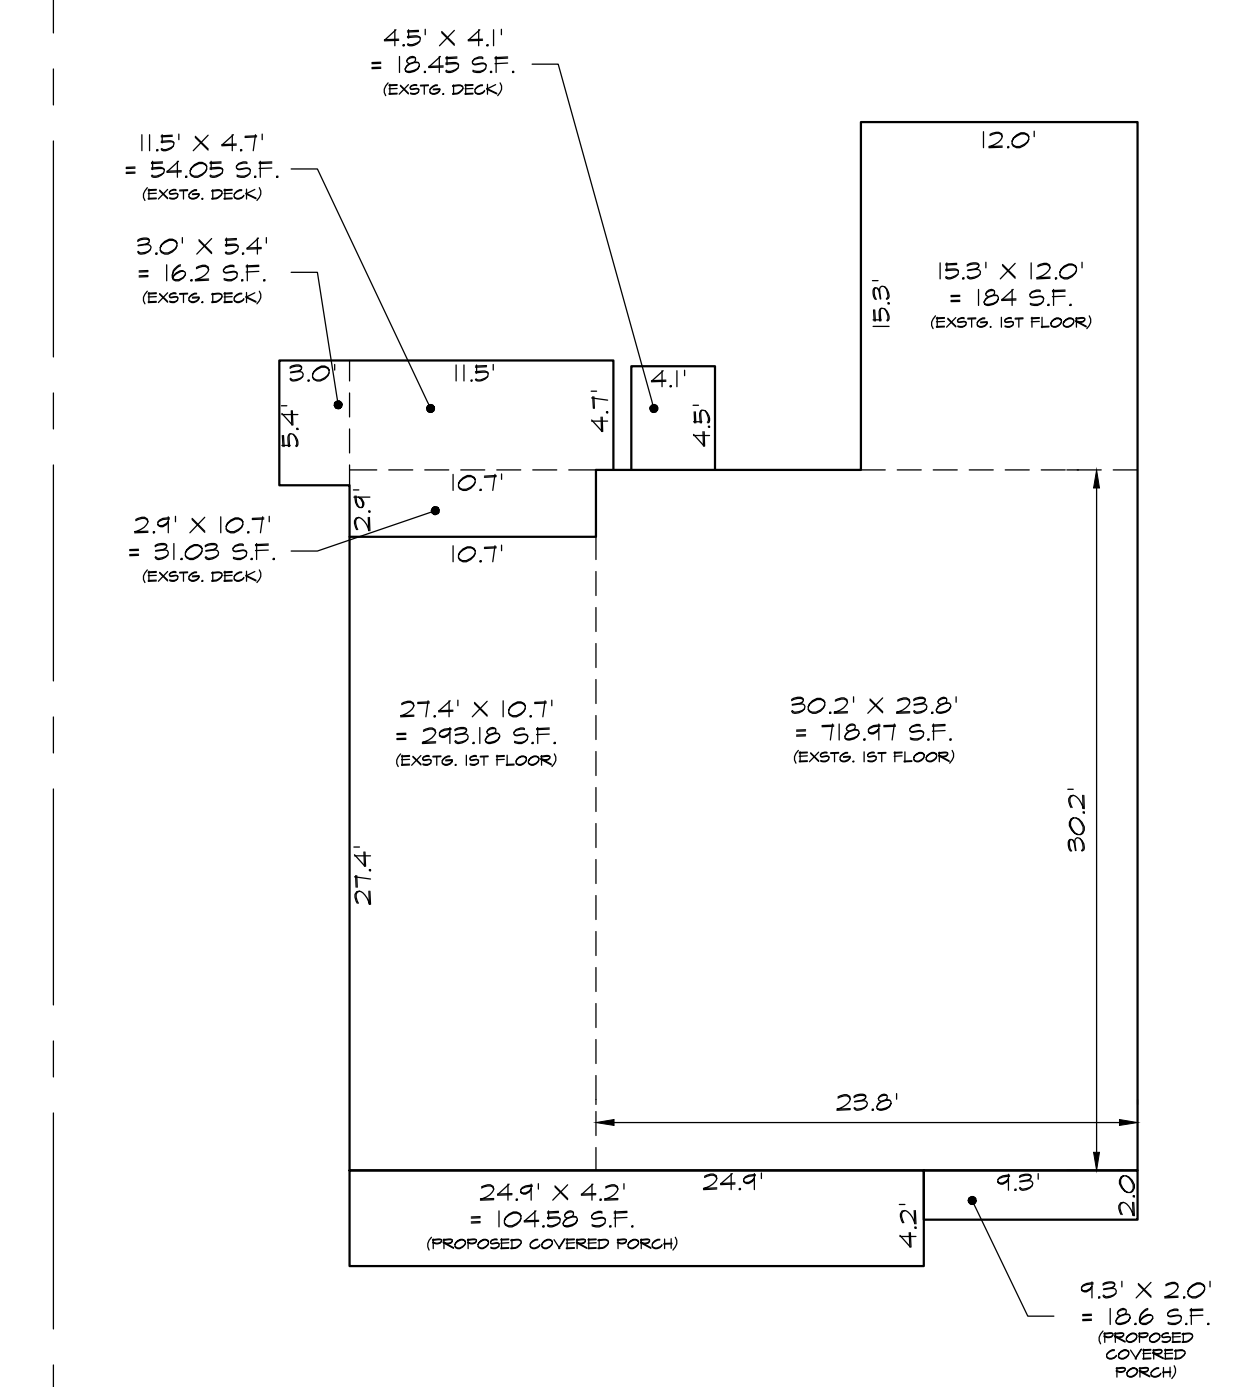 4.5' X 4.1'
= 18.45 S.F.
(EXSTG. DECK)
11.5' X 4.7'
= 54.05 S.F.
(EXSTG. DECK)
3.0' X 5.4'
= 16.2 S.F.
(EXSTG. DECK)
12.0'
15.3'
15.3' X 12.0'
= 184 S.F.
(EXSTG. 1ST FLOOR)
3.0'
11.5'
5.4'
4.7'
4.1'
4.5'
10.7'
2.9'
2.9' X 10.7'
= 31.03 S.F.
(EXSTG. DECK)
10.7'
27.4' X 10.7'
= 293.18 S.F.
(EXSTG. 1ST FLOOR)
30.2' X 23.8'
= 718.97 S.F.
(EXSTG. 1ST FLOOR)
30.2'
27.4'
23.8'
24.9'
24.9' X 4.2'
= 104.58 S.F.
(PROPOSED COVERED PORCH)
4.2'
9.3'
2.0
9.3' X 2.0'
= 18.6 S.F.
(PROPOSED
COVERED
PORCH)